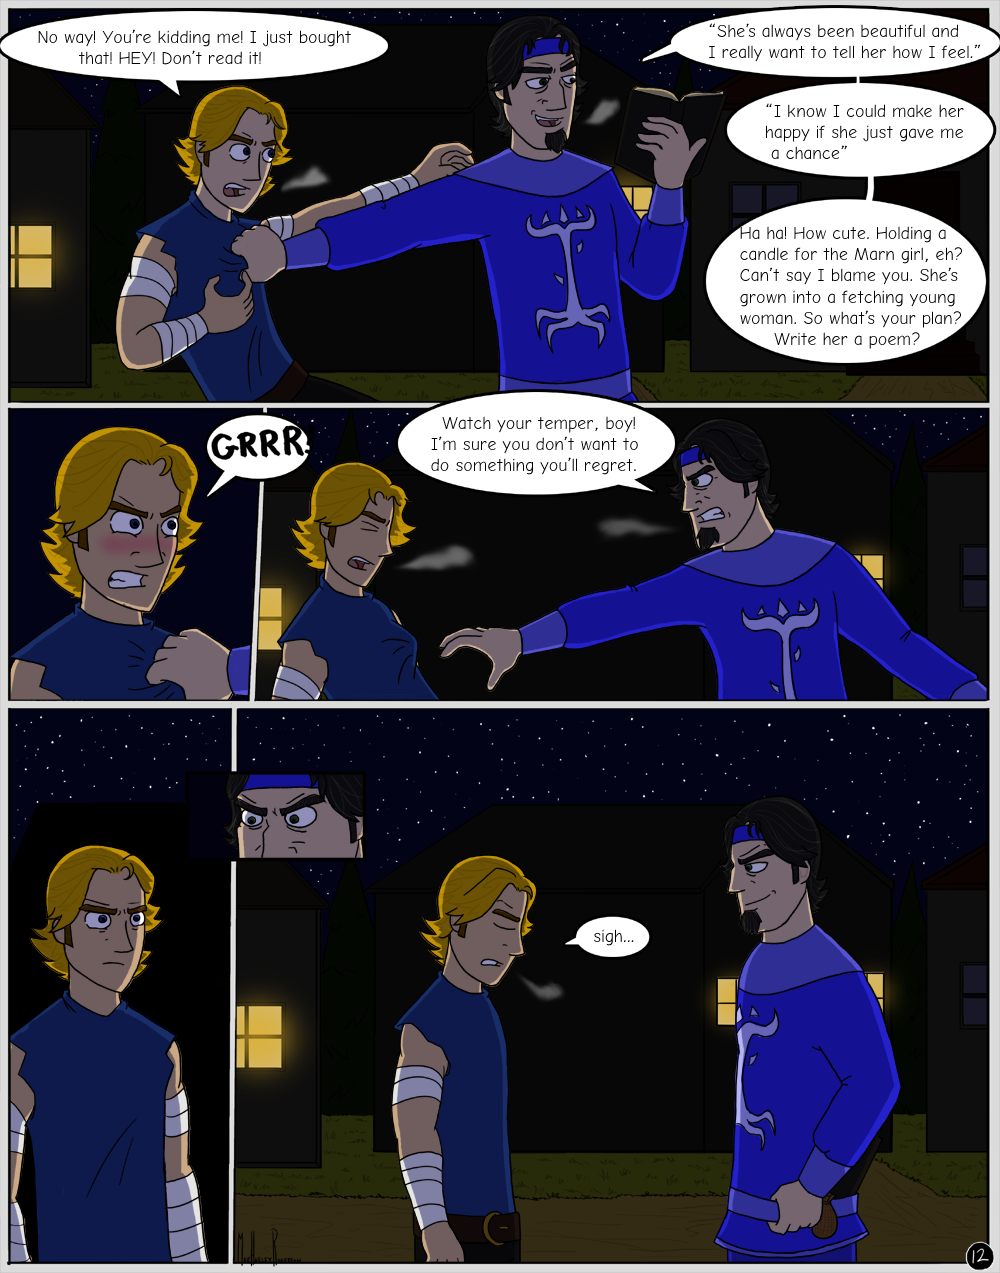 No way! You're kidding me! I just bought
that! HEY! Don't read it!
“She's always been beautiful and
I really want to tell her how I feel.”
“I know I could make her
happy if she just gave me
a chance”
Ha ha! How cute. Holding a
candle for the Marn girl, eh?
Can't say I blame you. She's
grown into a fetching young
woman. So what's your plan?
Write her a poem?
GRRR!
Watch your temper, boy!
I'm sure you don't want to
do something you'll regret.
sigh...
12